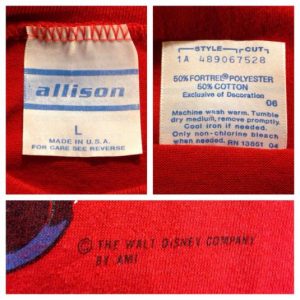 allison
L
MADE IN U.S.A.
FOR CARE SEE REVERSE
STYLE CUT
1A 489067528
50% FORTREL® POLYESTER
50% COTTON
Exclusive of Decoration
06
Machine wash warm. Tumble
dry medium, remove promptly.
Cool iron if needed.
Only non-chlorine bleach
when needed. RN 13851 04
© THE WALT DISNEY COMPANY
BY AMI